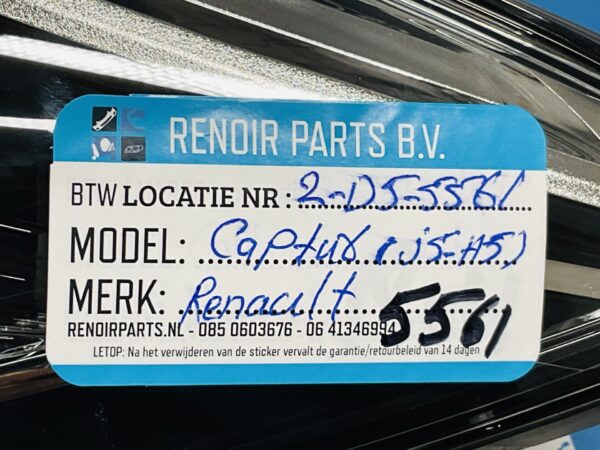 RENOIR PARTS B.V.
BTW LOCATIE NR : 2-D5-5561
MODEL: Captur (J5-H5)
MERK: Renault
5561
RENOIRPARTS.NL - 085 0603676 - 06 41346994
LETOP: Na het verwijderen van de sticker vervalt de garantie/retourbeleid van 14 dagen